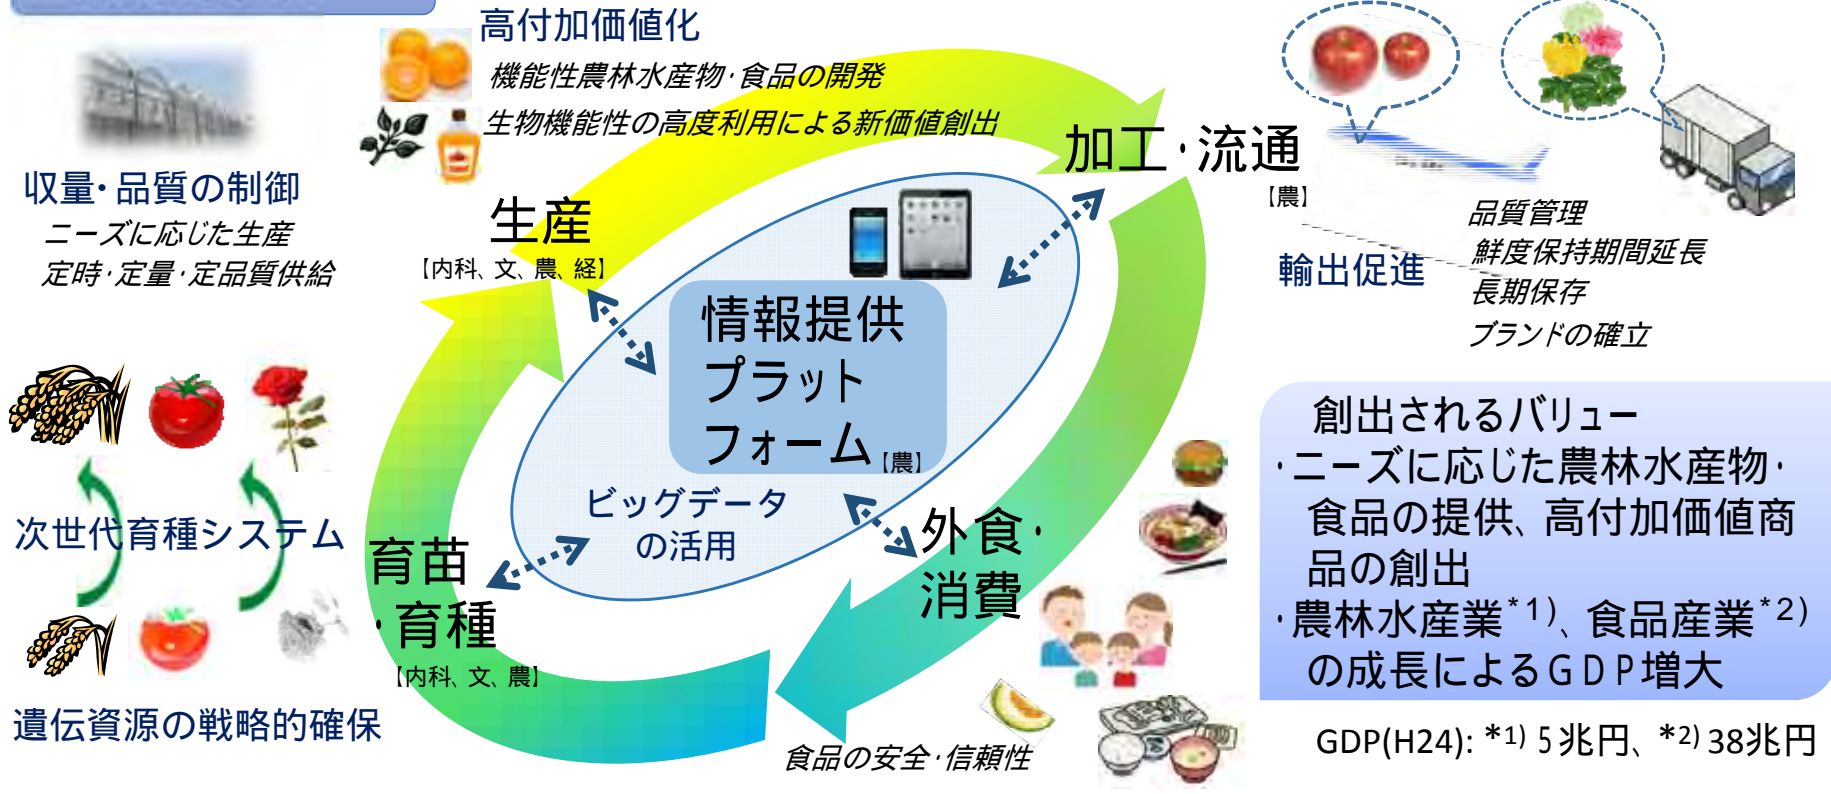 高付加価値化
機能性農林水産物・食品の開発
生物機能性の高度利用による新価値創出
収量・品質の制御
ニーズに応じた生産
定時・定量・定品質供給
生産
【内科、文、農、経】
加工・流通
【農】
輸出促進
品質管理
鮮度保持期間延長
長期保存
ブランドの確立
情報提供
プラット
フォーム【農】
ビッグデータ
の活用
次世代育種システム
育苗
・育種
【内科、文、農】
遺伝資源の戦略的確保
外食・
消費
食品の安全・信頼性
創出されるバリュー
・ニーズに応じた農林水産物・
食品の提供、高付加価値商
品の創出
・農林水産業*1)、食品産業*2)
の成長によるGDP増大
GDP(H24): *1) 5兆円、*2) 38兆円